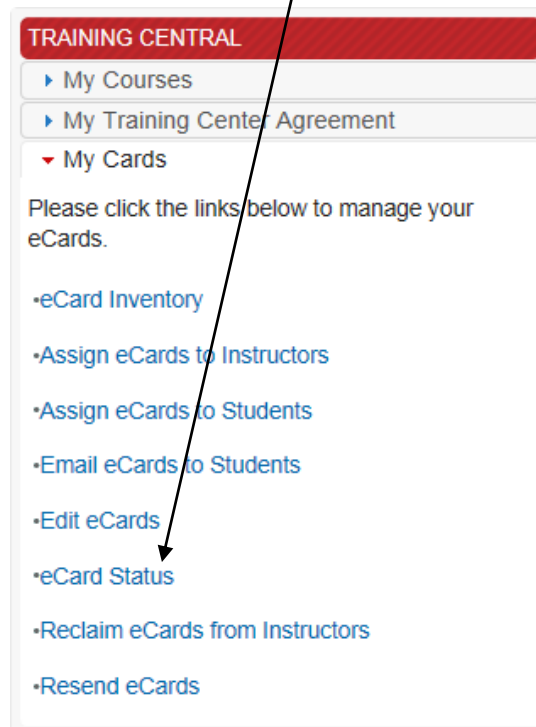 TRAINING CENTRAL
My Courses
My Training Center Agreement
My Cards
Please click the links below to manage your
eCards.
•eCard Inventory
•Assign eCards to Instructors
•Assign eCards to Students
•Email eCards to Students
•Edit eCards
•eCard Status
•Reclaim eCards from Instructors
•Resend eCards